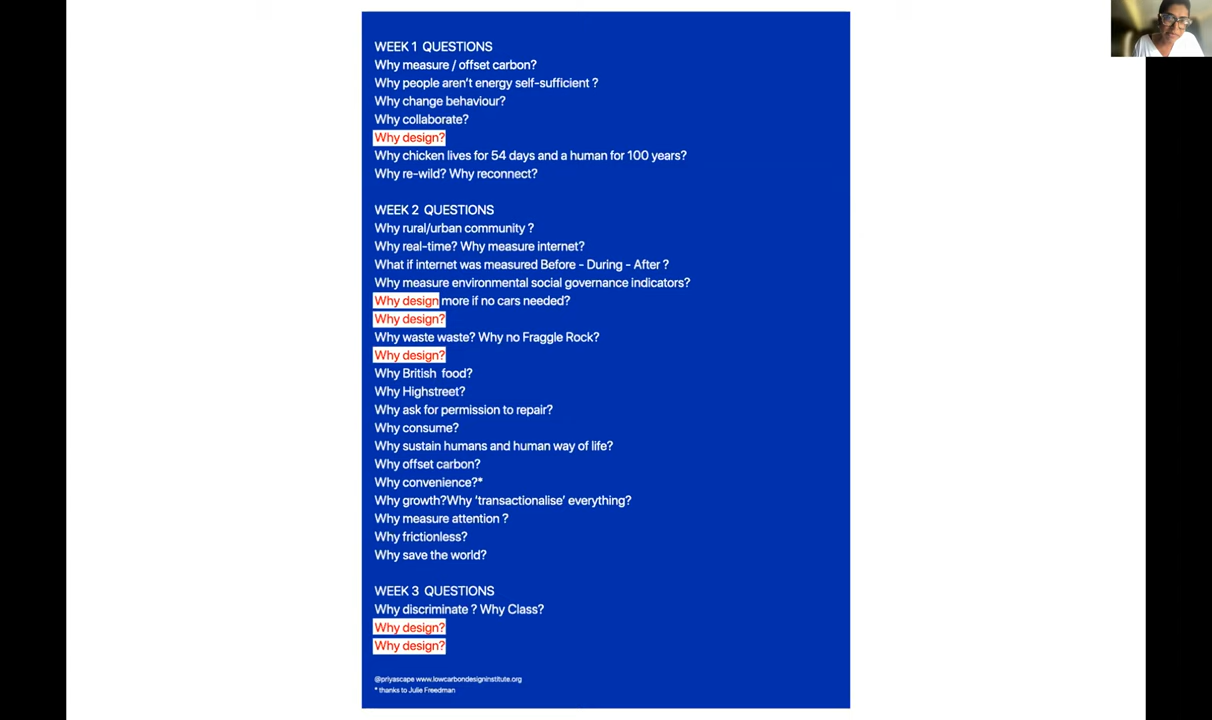 WEEK 1 QUESTIONS
Why measure / offset carbon?
Why people aren't energy self-sufficient ?
Why change behaviour?
Why collaborate?
Why design?
Why chicken lives for 54 days and a human for 100 years?
Why re-wild? Why reconnect?
WEEK 2 QUESTIONS
Why rural/urban community ?
Why real-time? Why measure internet?
What if internet was measured Before - During - After ?
Why measure environmental social governance indicators?
Why design more if no cars needed?
Why design?
Why waste waste? Why no Fraggle Rock?
Why design?
Why British food?
Why Highstreet?
Why ask for permission to repair?
Why consume?
Why sustain humans and human way of life?
Why offset carbon?
Why convenience?*
Why growth?Why 'transactionalise' everything?
Why measure attention ?
Why frictionless?
Why save the world?
WEEK 3 QUESTIONS
Why discriminate ? Why Class?
Why design?
Why design?
@priyascape www.lowcarbondesigninstitute.org
* thanks to Julie Freedman